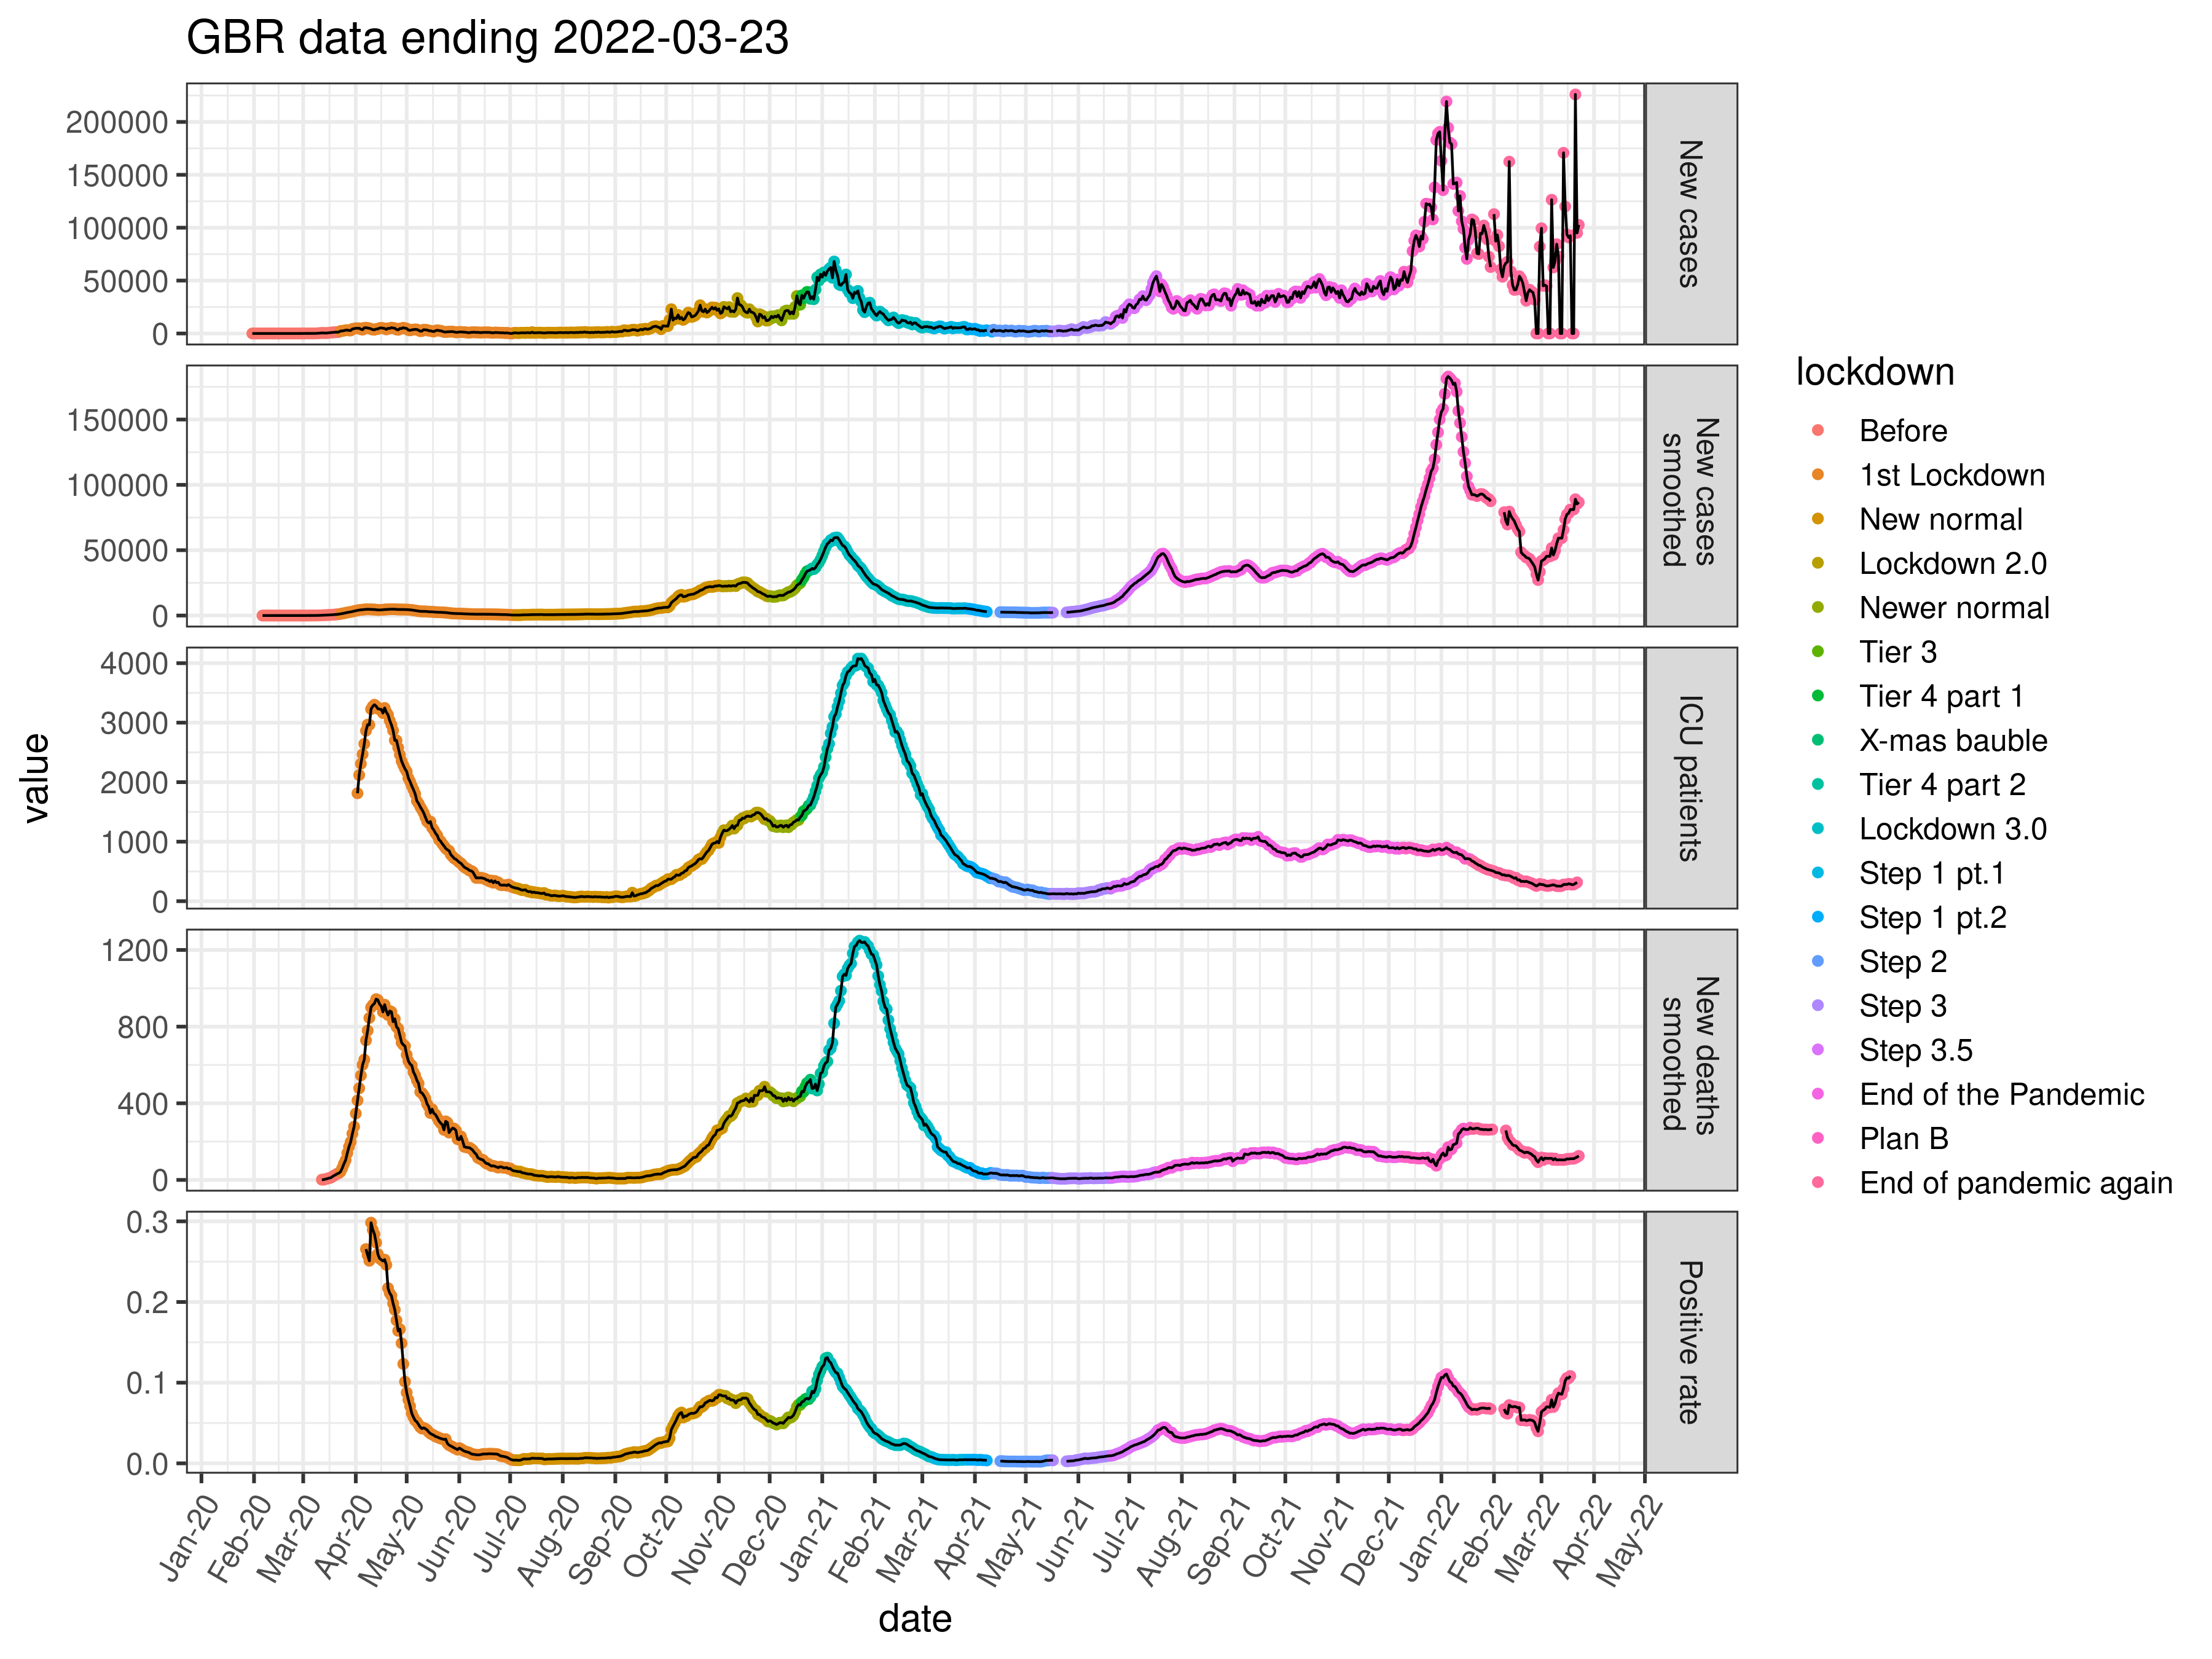 GBR data ending 2022-03-23
200000
150000
100000
50000
0
New cases
150000
100000
50000
0
New cases
smoothed
4000
3000
2000
1000
0
ICU patients
1200
800
400
0
New deaths
smoothed
0.3
0.2
0.1
0.0
Positive rate
value
Jan-20
Feb-20
Mar-20
Apr-20
May-20
Jun-20
Jul-20
Aug-20
Sep-20
Oct-20
Nov-20
Dec-20
Jan-21
Feb-21
Mar-21
Apr-21
May-21
Jun-21
Jul-21
Aug-21
Sep-21
Oct-21
Nov-21
Dec-21
Jan-22
Feb-22
Mar-22
Apr-22
May-22
date
lockdown
Before
1st Lockdown
New normal
Lockdown 2.0
Newer normal
Tier 3
Tier 4 part 1
X-mas bauble
Tier 4 part 2
Lockdown 3.0
Step 1 pt.1
Step 1 pt.2
Step 2
Step 3
Step 3.5
End of the Pandemic
Plan B
End of pandemic again